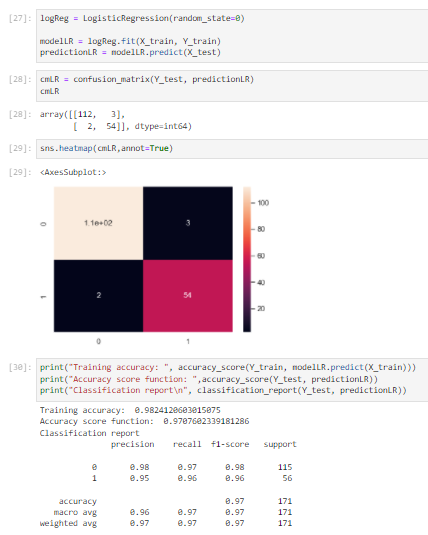 [27]: logReg = LogisticRegression(random_state=0)
modelLR = logReg.fit(X_train, Y_train)
predictionLR = modelLR.predict(X_test)
[28]: cmLR = confusion_matrix(Y_test, predictionLR)
cmLR
[28]: array([[112, 3],
[ 2, 54]], dtype=int64)
[29]: sns.heatmap(cmLR,annot=True)
[29]: <AxesSubplot:>
0 1.1e+02 3
1 2 54
0 1
100
80
60
40
20
[30]: print("Training accuracy: ", accuracy_score(Y_train, modelLR.predict(X_train)))
print("Accuracy score function: ",accuracy_score(Y_test, predictionLR))
print("Classification report\n", classification_report(Y_test, predictionLR))
Training accuracy: 0.9824120603015075
Accuracy score function: 0.9707602339181286
Classification report
precision recall f1-score support
0 0.98 0.97 0.98 115
1 0.95 0.96 0.96 56
accuracy 0.97 171
macro avg 0.96 0.97 0.97 171
weighted avg 0.97 0.97 0.97 171